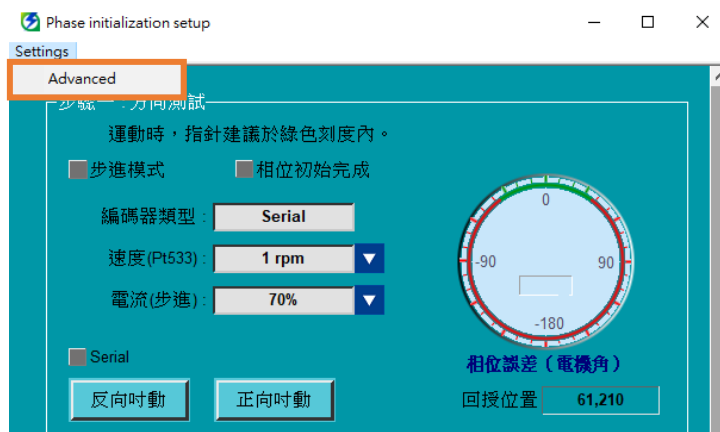 Phase initialization setup
Settings
Advanced
步驟一 : 方向測試
運動時，指針建議於綠色刻度內。
步進模式 相位初始完成
編碼器類型 : Serial
速度(Pt533) : 1 rpm
電流(步進) : 70%
0
-90 90
-180
Serial
相位誤差 ( 電機角 )
反向吋動 正向吋動 回授位置 61,210